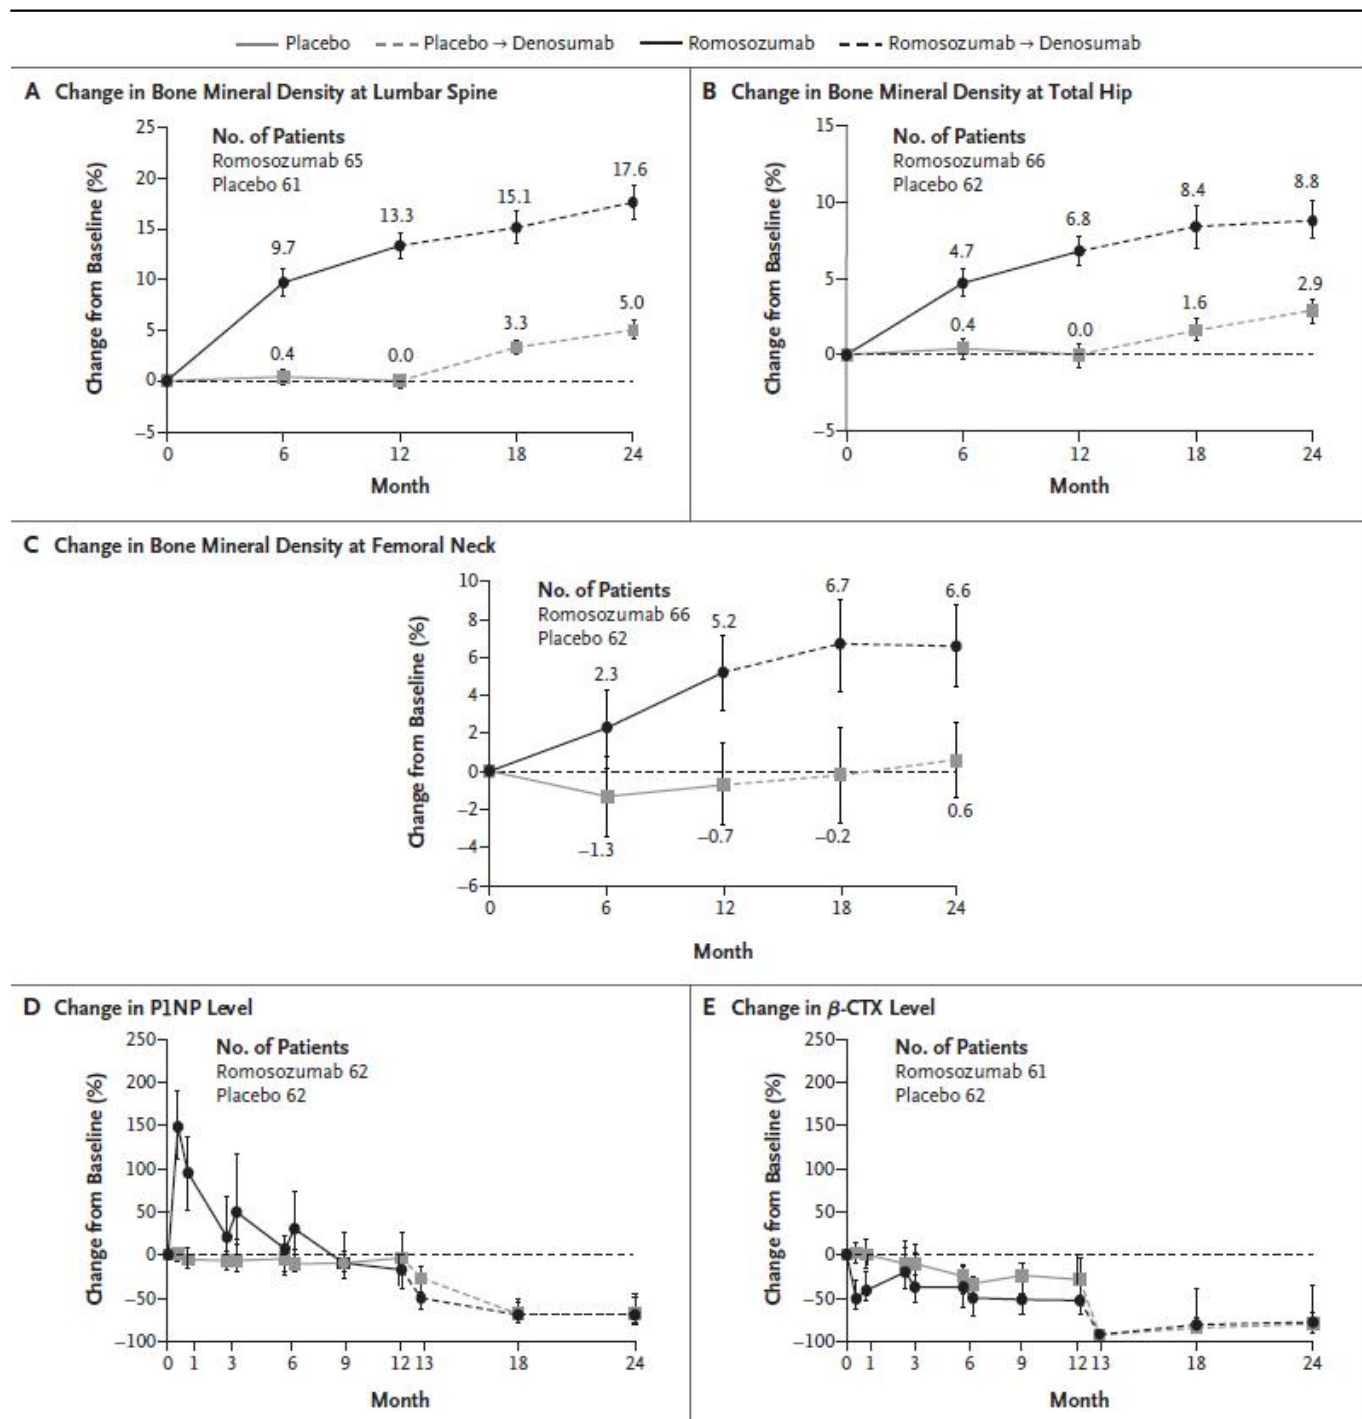 Placebo Placebo → Denosumab Romosozumab Romosozumab → Denosumab
A Change in Bone Mineral Density at Lumbar Spine
Change from Baseline (%)
25
20
15
10
5
0
−5
No. of Patients
Romosozumab 65
Placebo 61
9.7
13.3
15.1
17.6
0.4
0.0
3.3
5.0
0 6 12 18 24
Month
B Change in Bone Mineral Density at Total Hip
Change from Baseline (%)
15
10
5
0
−5
No. of Patients
Romosozumab 66
Placebo 62
4.7
6.8
8.4
8.8
0.4
0.0
1.6
2.9
0 6 12 18 24
Month
C Change in Bone Mineral Density at Femoral Neck
Change from Baseline (%)
10
8
6
4
2
0
−2
−4
−6
No. of Patients
Romosozumab 66
Placebo 62
2.3
5.2
6.7
6.6
−1.3
−0.7
−0.2
0.6
0 6 12 18 24
Month
D Change in P1NP Level
Change from Baseline (%)
250
200
150
100
50
0
−50
−100
No. of Patients
Romosozumab 62
Placebo 62
0 1 3 6 9 12 13 18 24
Month
E Change in β-CTX Level
Change from Baseline (%)
250
200
150
100
50
0
−50
−100
No. of Patients
Romosozumab 61
Placebo 62
0 1 3 6 9 12 13 18 24
Month